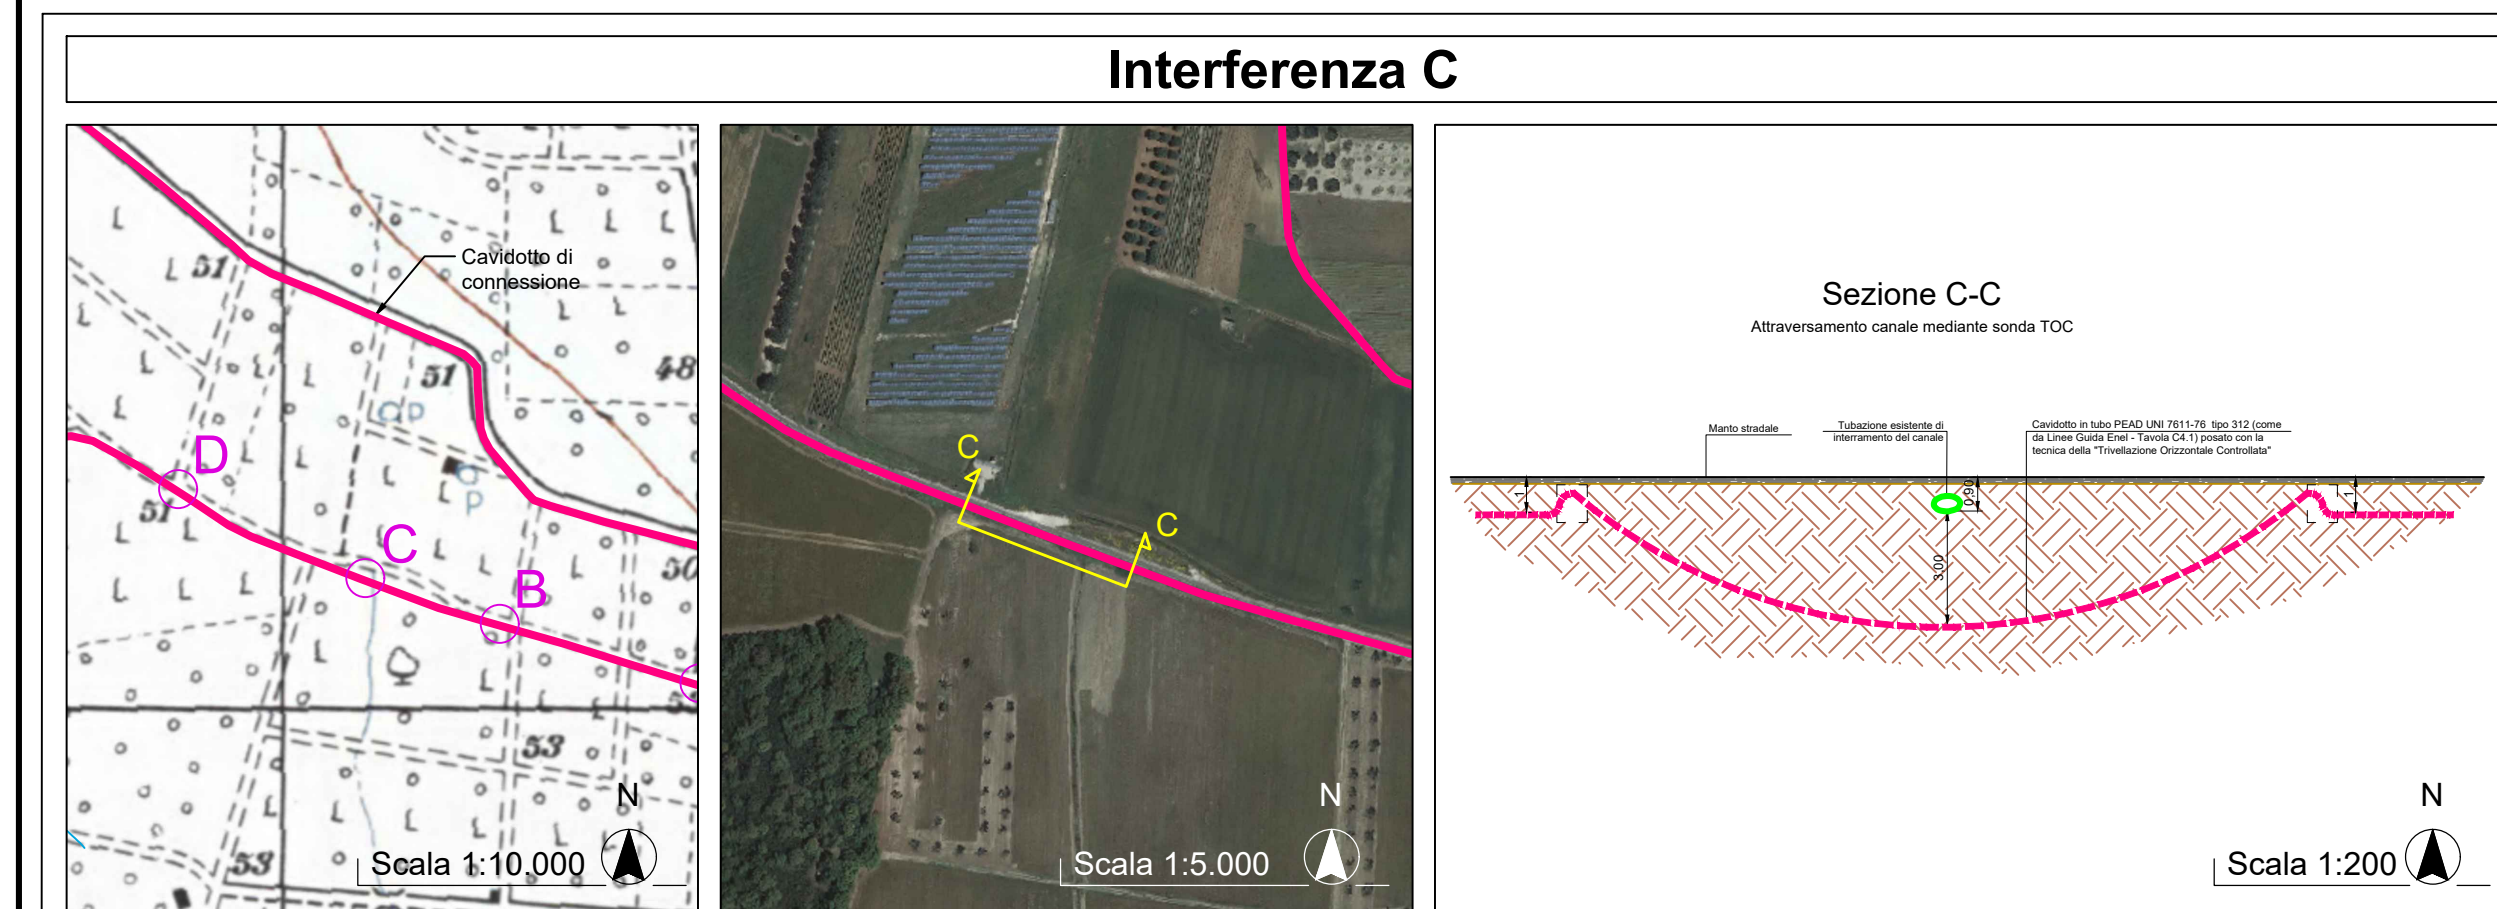 Interferenza C
Cavidotto di
connessione
51
51
48
D
51
C
B
50
53
53
P
P
N
Scala 1:10.000
C
C
N
Scala 1:5.000
Sezione C-C
Attraversamento canale mediante sonda TOC
Manto stradale
Tubazione esistente di
interramento del canale
Cavidotto in tubo PEAD UNI 7611-76 tipo 312 (come
da Linee Guida Enel - Tavola C4.1) posato con la
tecnica della "Trivellazione Orizzontale Controllata"
1
0,90
1
3,00
N
Scala 1:200